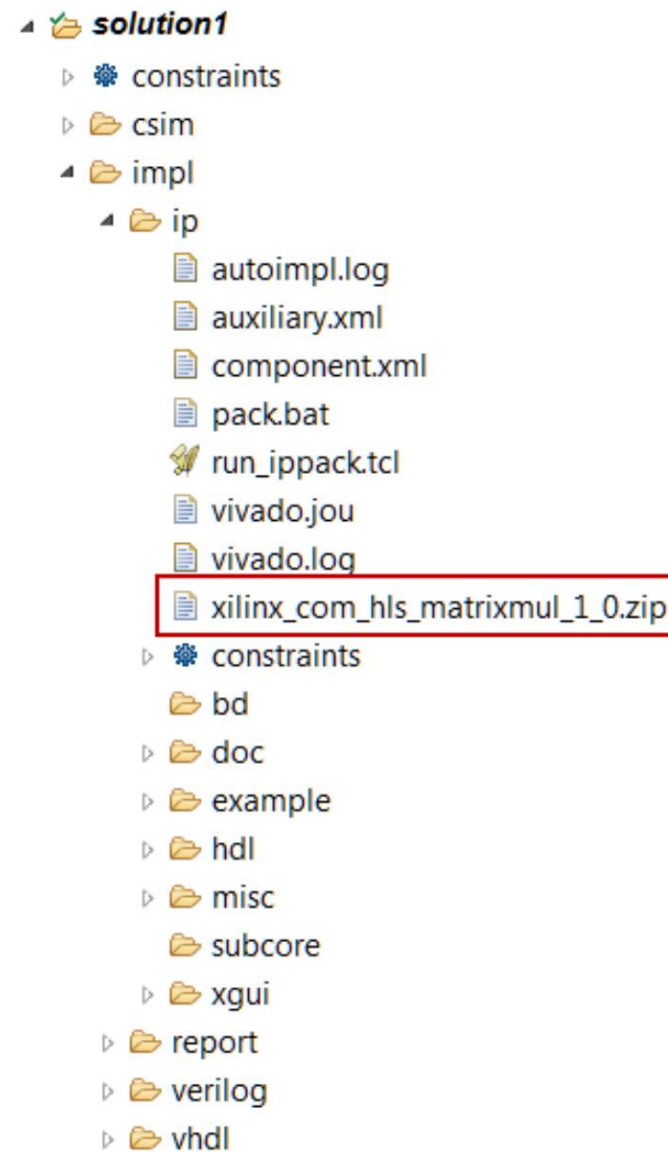 solution1
constraints
csim
impl
ip
autoimpl.log
auxiliary.xml
component.xml
pack.bat
run_ippack.tcl
vivado.jou
vivado.log
xilinx_com_hls_matrixmul_1_0.zip
constraints
bd
doc
example
hdl
misc
subcore
xgui
report
verilog
vhdl